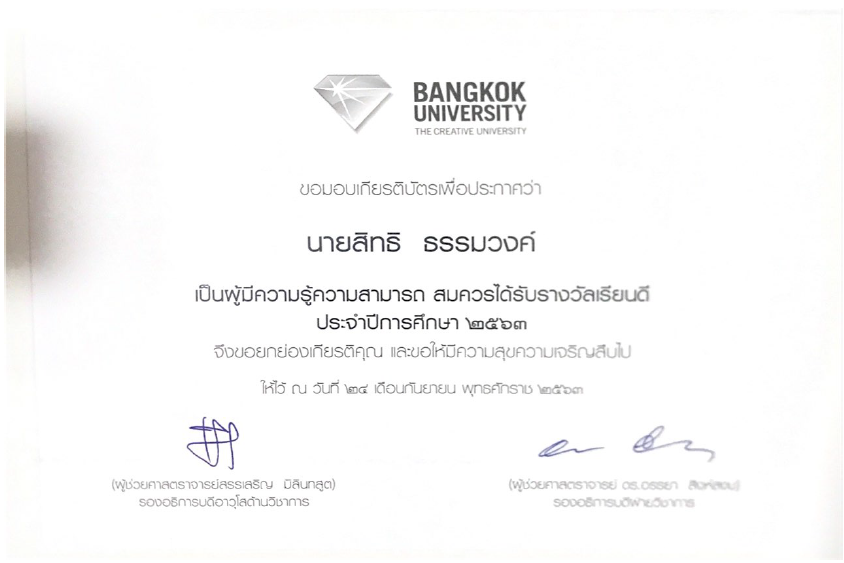 BANGKOK
UNIVERSITY
THE CREATIVE UNIVERSITY
ขอมอบเกียรติบัตรเพื่อประกาศว่า
นายสิทธิ ธรรมวงค์
เป็นผู้มีความรู้ความสามารถ สมควรได้รับรางวัลเรียนดี
ประจำปีการศึกษา ๒๕๖๓
จึงขอยกย่องเกียรติคุณ และขอให้มีความสุขความเจริญสืบไป
ให้ไว้ ณ วันที่ ๒๔ เดือนกันยายน พุทธศักราช ๒๕๖๓
(ผู้ช่วยศาสตราจารย์สรรเสริญ มิลินทสูต)
รองอธิการบดีอาวุโสด้านวิชาการ
(ผู้ช่วยศาสตราจารย์ ดร.อรรยา สิงห์สงบ)
รองอธิการบดีฝ่ายวิชาการ